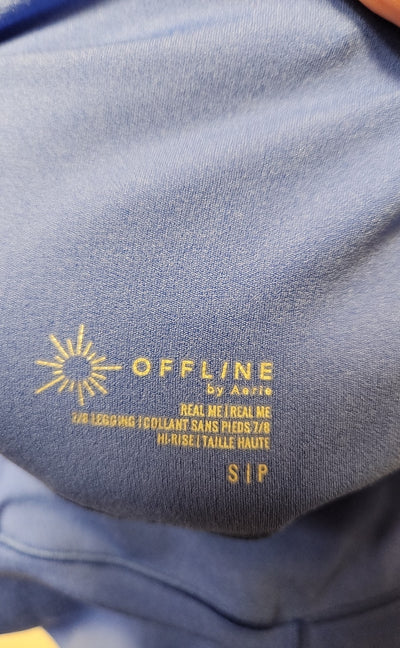 OFFLINE
by Aerie
REAL ME | REAL ME
7/8 LEGGING | COLLANT SANS PIEDS 7/8
HI-RISE | TAILLE HAUTE
S | P